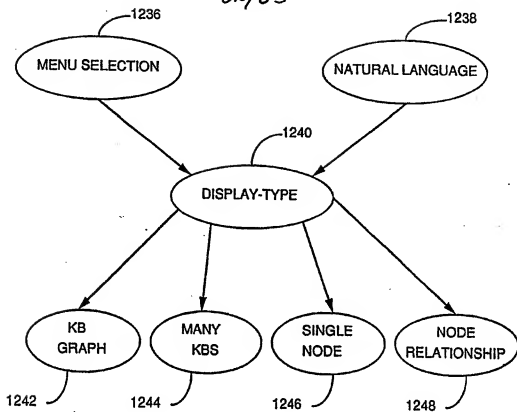 1236
1238
MENU SELECTION
NATURAL LANGUAGE
1240
DISPLAY-TYPE
KB
GRAPH
MANY
KBS
SINGLE
NODE
NODE
RELATIONSHIP
1242
1244
1246
1248